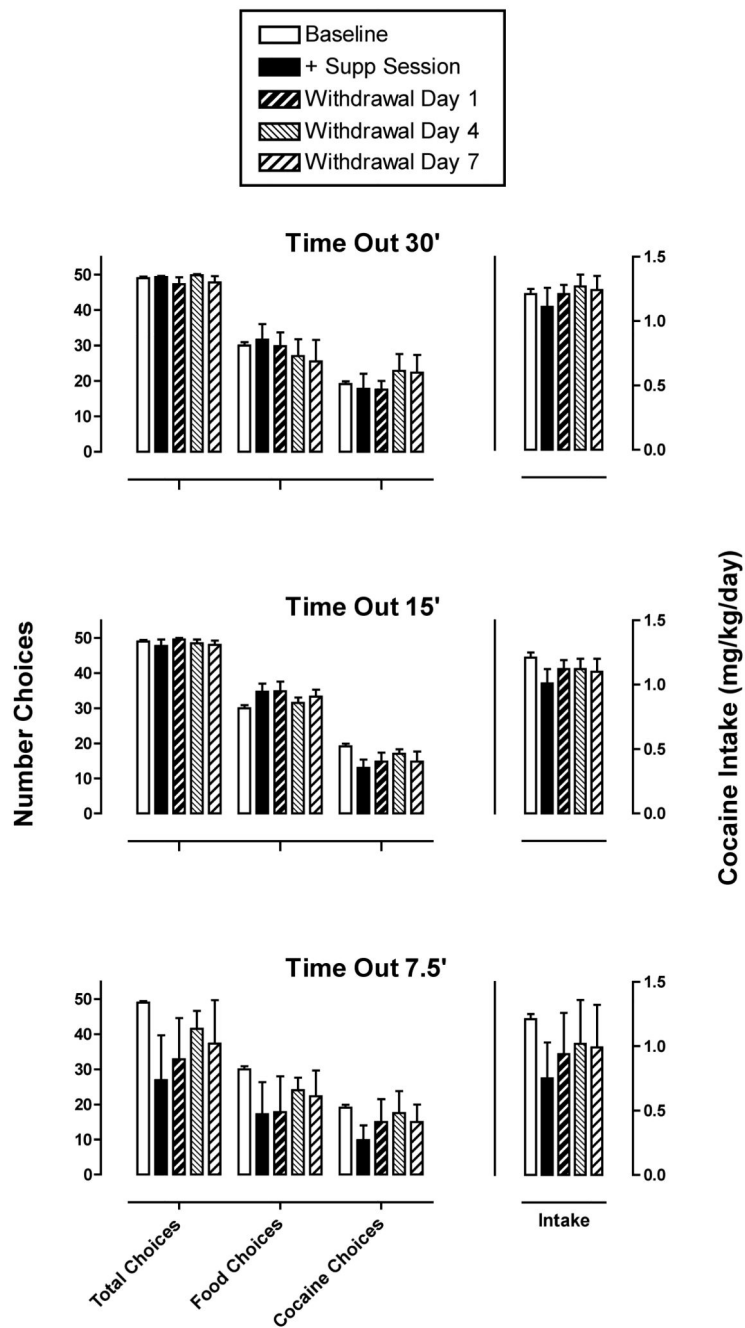 Baseline
+ Supp Session
Withdrawal Day 1
Withdrawal Day 4
Withdrawal Day 7
Time Out 30'
50
40
30
20
10
0
1.5
1.0
0.5
0.0
Time Out 15'
50
40
30
20
10
0
1.5
1.0
0.5
0.0
Number Choices
Cocaine Intake (mg/kg/day)
Time Out 7.5'
50
40
30
20
10
0
1.5
1.0
0.5
0.0
Total Choices
Food Choices
Cocaine Choices
Intake